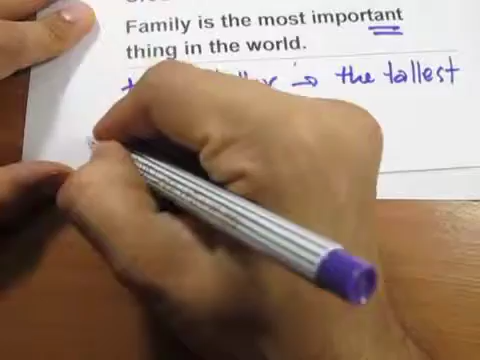 Family is the most important
thing in the world.
→ the tallest